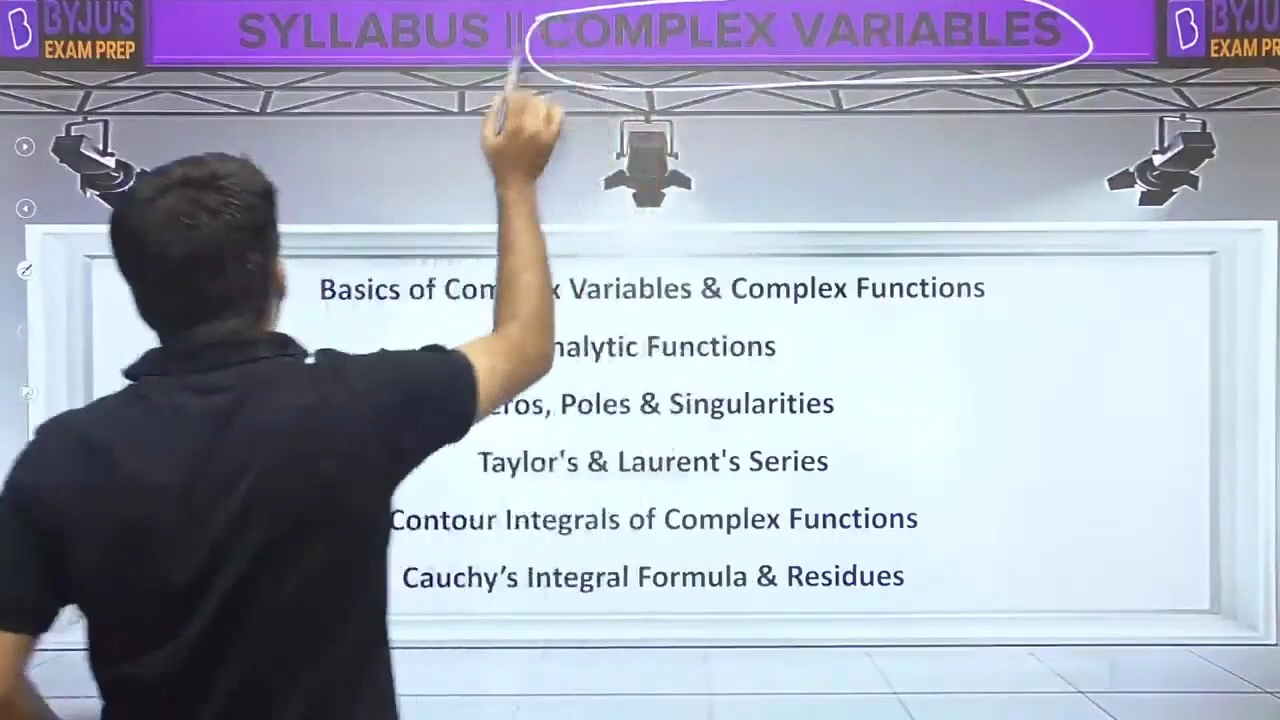 BYJU'S
EXAM PREP
SYLLABUS || COMPLEX VARIABLES
BYJU
EXAM PR
Basics of Com x Variables & Complex Functions
nalytic Functions
ros, Poles & Singularities
Taylor's & Laurent's Series
Contour Integrals of Complex Functions
Cauchy's Integral Formula & Residues